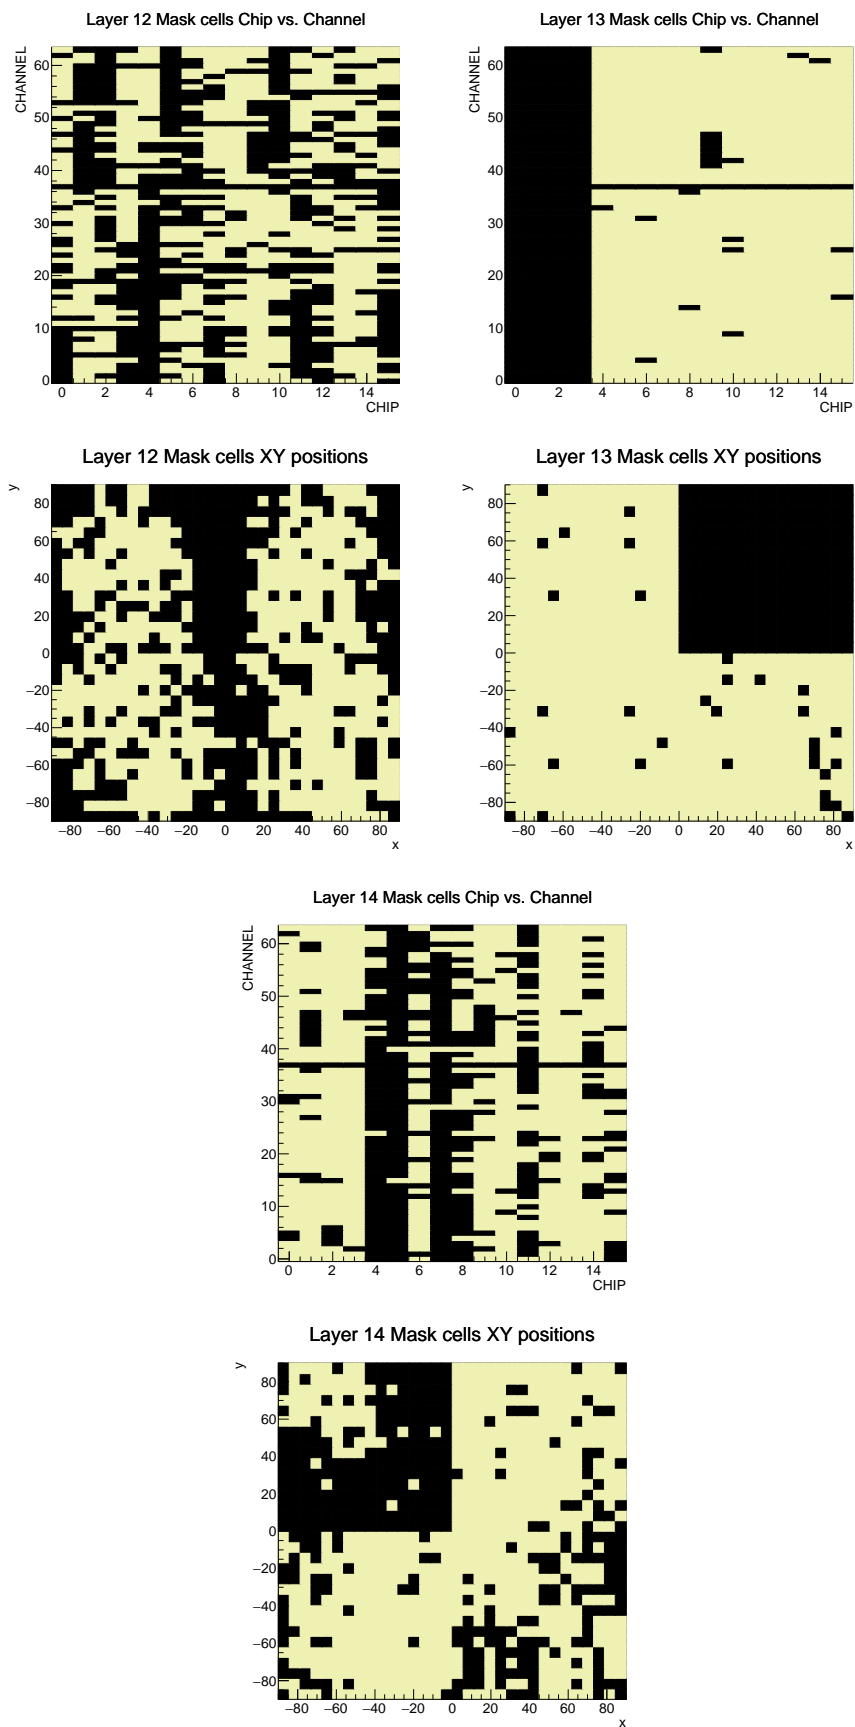 Layer 12 Mask cells Chip vs. Channel
CHANNEL
60
50
40
30
20
10
0
0 2 4 6 8 10 12 14
CHIP
Layer 13 Mask cells Chip vs. Channel
CHANNEL
60
50
40
30
20
10
0
0 2 4 6 8 10 12 14
CHIP
Layer 12 Mask cells XY positions
y
80
60
40
20
0
−20
−40
−60
−80
−80 −60 −40 −20 0 20 40 60 80
x
Layer 13 Mask cells XY positions
y
80
60
40
20
0
−20
−40
−60
−80
−80 −60 −40 −20 0 20 40 60 80
x
Layer 14 Mask cells Chip vs. Channel
CHANNEL
60
50
40
30
20
10
0
0 2 4 6 8 10 12 14
CHIP
Layer 14 Mask cells XY positions
y
80
60
40
20
0
−20
−40
−60
−80
−80 −60 −40 −20 0 20 40 60 80
x